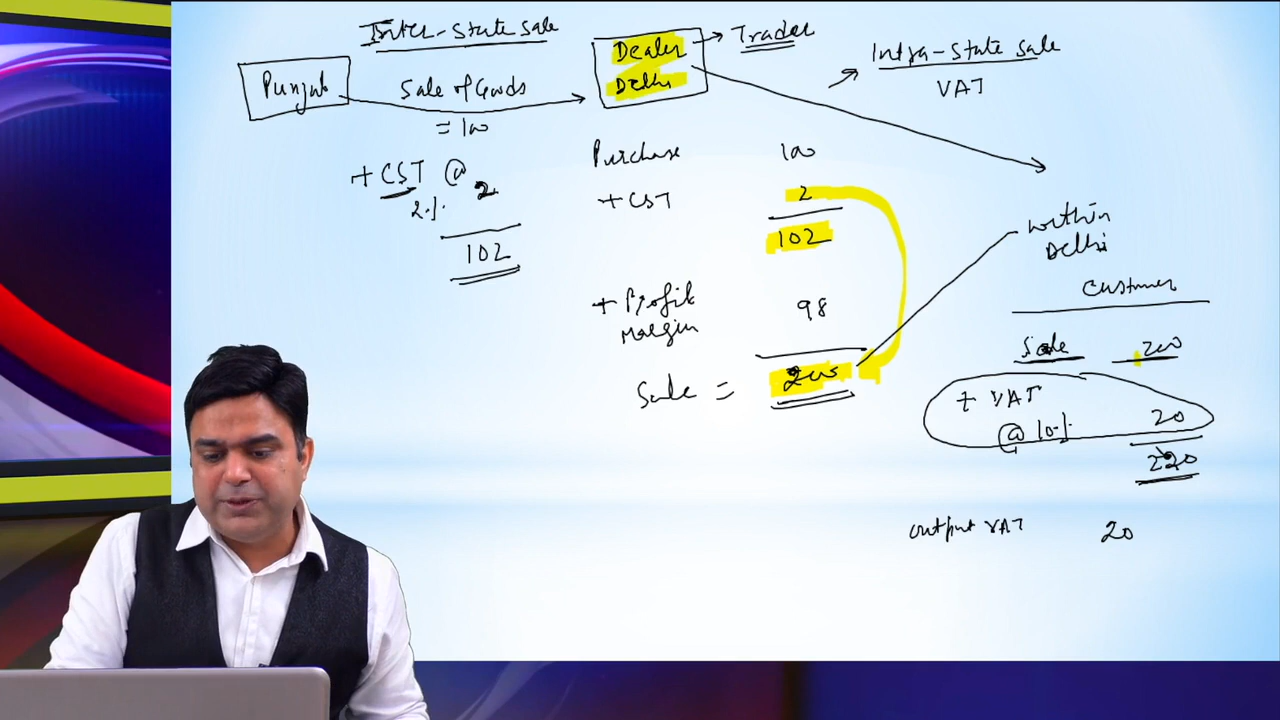 Inter-State Sale
Punjab
Sale of Goods
= 100
+ CST @ 2
2%
102
Dealer
Delhi
Trader
Intra-State Sale
VAT
Purchase 100
+ CST 2
102
+ Profit
Margin 98
Sale = 200
within
Delhi
Customer
Sale 200
+ VAT
@ 10% 20
220
output VAT 20